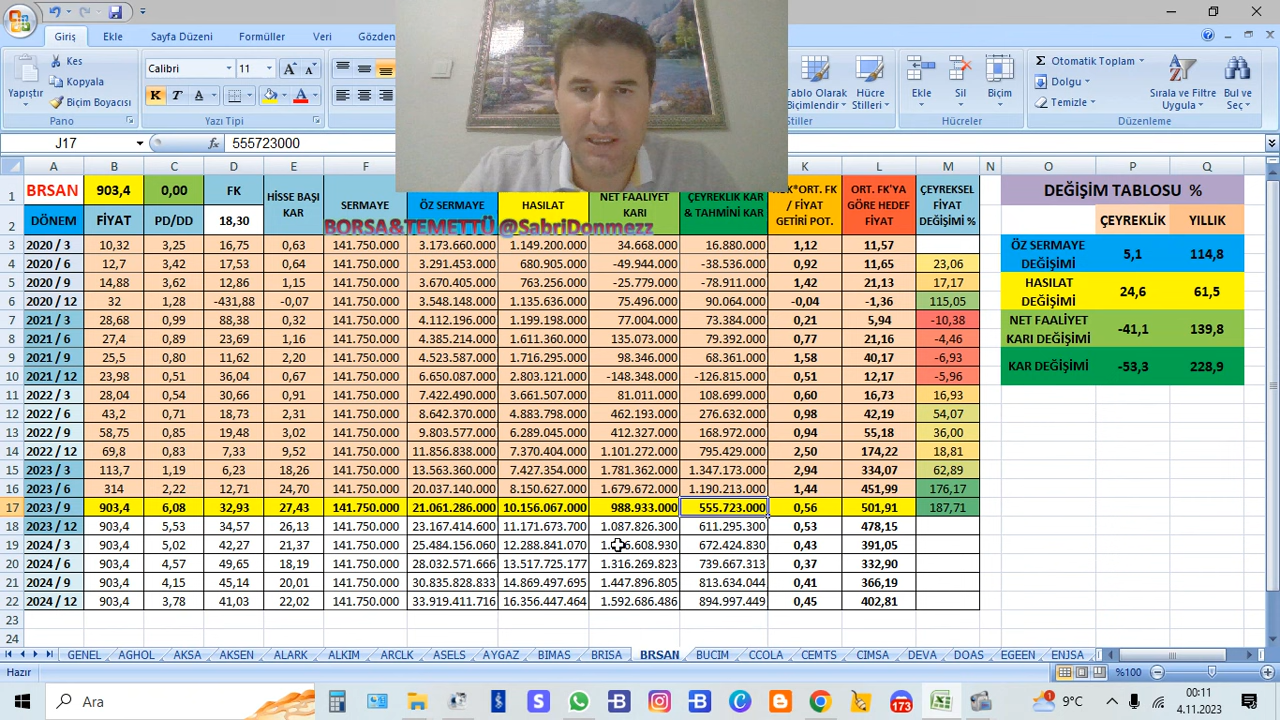 Giriş Ekle Sayfa Düzeni Formüller Veri Gözden
Yapıştır
Kes
Kopyala
Biçim Boyacısı
Pano
Calibri 11
K T A
Yazı Tipi
Tablo Olarak Biçimlendir
Hücre Stilleri
Stiller
Ekle Sil Biçim
Hücreler
Otomatik Toplam
Dolgu
Temizle
Sırala ve Filtre Uygula
Bul ve Seç
Düzenleme
J17 fx 555723000
A B C D E F G H I J K L M N O P Q
1 BRSAN 903,4 0,00 FK
2 DÖNEM FİYAT PD/DD 18,30 HİSSE BAŞI KAR SERMAYE ÖZ SERMAYE HASILAT NET FAALİYET KARI ÇEYREKLİK KAR & TAHMİNİ KAR ORT. FK / FİYAT GETİRİ POT. ORT. FK'YA GÖRE HEDEF FİYAT ÇEYREKSEL FİYAT DEĞİŞİMİ %
BORSA&TEMETTÜ @SabriDonmezz
3 2020 / 3 10,32 3,25 16,75 0,63 141.750.000 3.173.660.000 1.149.200.000 34.668.000 16.880.000 1,12 11,57
4 2020 / 6 12,7 3,42 17,53 0,64 141.750.000 3.291.453.000 680.905.000 -49.944.000 -38.536.000 0,92 11,65 23,06
5 2020 / 9 14,88 3,62 12,86 1,15 141.750.000 3.670.405.000 763.256.000 -25.779.000 -78.911.000 1,42 21,13 17,17
6 2020 / 12 32 1,28 -431,88 -0,07 141.750.000 3.548.148.000 1.135.636.000 75.496.000 90.064.000 -0,04 -1,36 115,05
7 2021 / 3 28,68 0,99 88,38 0,32 141.750.000 4.112.196.000 1.199.198.000 77.004.000 73.384.000 0,21 5,94 -10,38
8 2021 / 6 27,4 0,89 23,69 1,16 141.750.000 4.385.214.000 1.611.360.000 135.073.000 79.392.000 0,77 21,16 -4,46
9 2021 / 9 25,5 0,80 11,62 2,20 141.750.000 4.523.587.000 1.716.295.000 98.346.000 68.361.000 1,58 40,17 -6,93
10 2021 / 12 23,98 0,51 36,04 0,67 141.750.000 6.650.087.000 2.803.121.000 -148.348.000 -126.815.000 0,51 12,17 -5,96
11 2022 / 3 28,04 0,54 30,66 0,91 141.750.000 7.422.490.000 3.661.507.000 81.011.000 108.699.000 0,60 16,73 16,93
12 2022 / 6 43,2 0,71 18,73 2,31 141.750.000 8.642.370.000 4.883.798.000 462.193.000 276.632.000 0,98 42,19 54,07
13 2022 / 9 58,75 0,85 19,48 3,02 141.750.000 9.803.577.000 6.289.045.000 412.327.000 168.972.000 0,94 55,18 36,00
14 2022 / 12 69,8 0,83 7,33 9,52 141.750.000 11.856.838.000 7.370.404.000 1.101.272.000 795.429.000 2,50 174,22 18,81
15 2023 / 3 113,7 1,19 6,23 18,26 141.750.000 13.563.360.000 7.427.354.000 1.781.362.000 1.347.173.000 2,94 334,07 62,89
16 2023 / 6 314 2,22 12,71 24,70 141.750.000 20.037.140.000 8.150.627.000 1.679.672.000 1.190.213.000 1,44 451,99 176,17
17 2023 / 9 903,4 6,08 32,93 27,43 141.750.000 21.061.286.000 10.156.067.000 988.933.000 555.723.000 0,56 501,91 187,71
18 2023 / 12 903,4 5,53 34,57 26,13 141.750.000 23.167.414.600 11.171.673.700 1.087.826.300 611.295.300 0,53 478,15
19 2024 / 3 903,4 5,02 42,27 21,37 141.750.000 25.484.156.060 12.288.841.070 672.424.830 0,43 391,05
20 2024 / 6 903,4 4,57 49,65 18,19 141.750.000 28.032.571.666 13.517.725.177 1.316.269.823 739.667.313 0,37 332,90
21 2024 / 9 903,4 4,15 45,14 20,01 141.750.000 30.835.828.833 14.869.497.695 1.447.896.805 813.634.044 0,41 366,19
22 2024 / 12 903,4 3,78 41,03 22,02 141.750.000 33.919.411.716 16.356.447.464 1.592.686.486 894.997.449 0,45 402,81
23
24
DEĞİŞİM TABLOSU %
ÇEYREKLİK YILLIK
ÖZ SERMAYE DEĞİŞİMİ 5,1 114,8
HASILAT DEĞİŞİMİ 24,6 61,5
NET FAALİYET KARI DEĞİŞİMİ -41,1 139,8
KAR DEĞİŞİMİ -53,3 228,9
GENEL AGHOL AKSA AKSEN ALARK ALKIM ARCLK ASELS AYGAZ BIMAS BRISA BRSAN BUCIM CCOLA CEMTS CIMSA DEVA DOAS EGEEN ENJSA
Hazır %100
Ara 173 9°C 00:11
4.11.2023